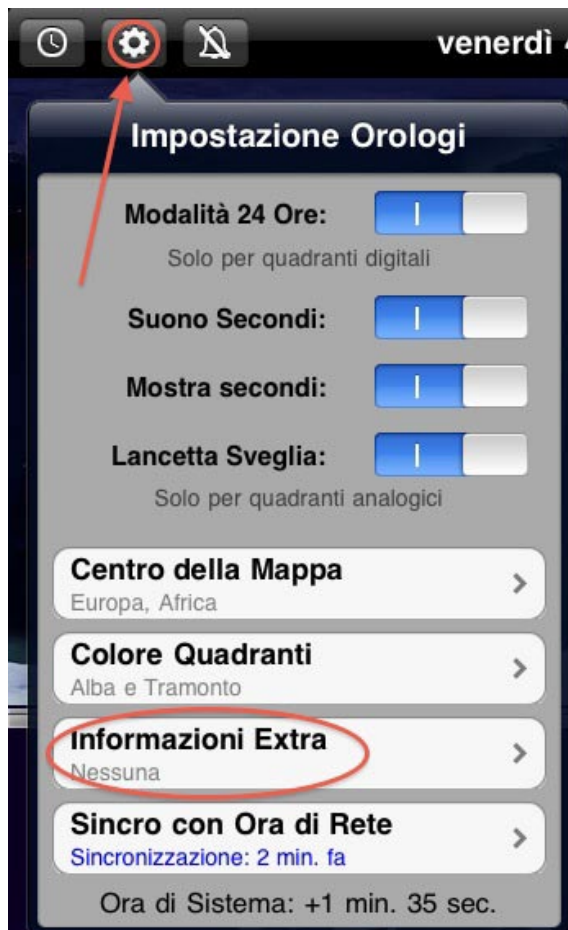 venerdì 4
Impostazione Orologi
Modalità 24 Ore:
Solo per quadranti digitali
Suono Secondi:
Mostra secondi:
Lancetta Sveglia:
Solo per quadranti analogici
Centro della Mappa
Europa, Africa
Colore Quadranti
Alba e Tramonto
Informazioni Extra
Nessuna
Sincro con Ora di Rete
Sincronizzazione: 2 min. fa
Ora di Sistema: +1 min. 35 sec.